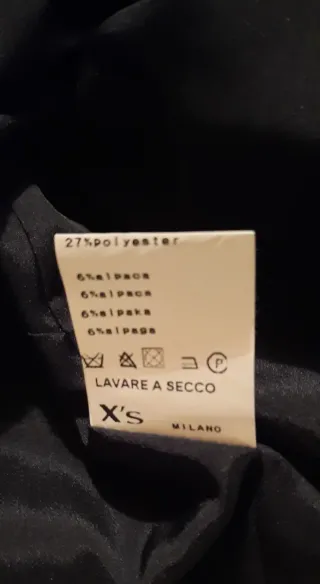 27%polyester
6%alpaca
6%alpaca
6%alpaka
6%alpaga
P
LAVARE A SECCO
X's
MILANO